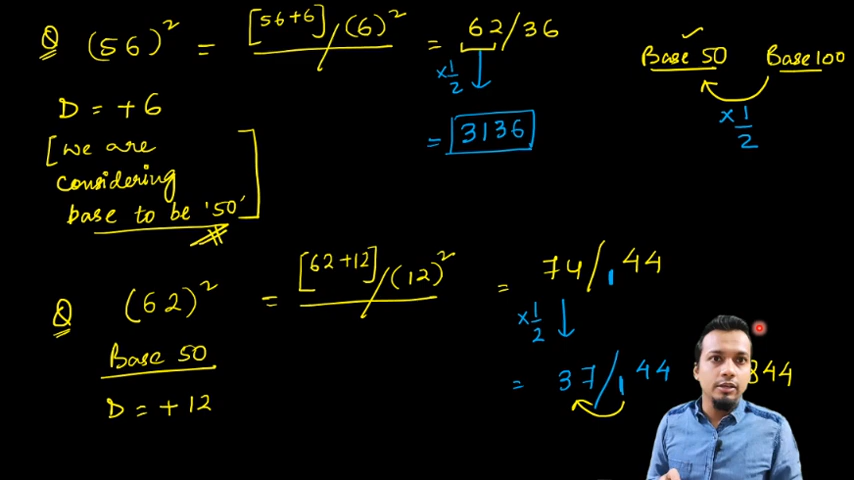 Q (56)² = [56+6]/(6)² = 62/36
×1/2
= 3136
D = +6
[we are
considering
base to be '50']
Base 50 Base 100
×1/2
Q (62)² = [62+12]/(12)² = 74/144
×1/2
Base 50
= 37/144 844
D = +12